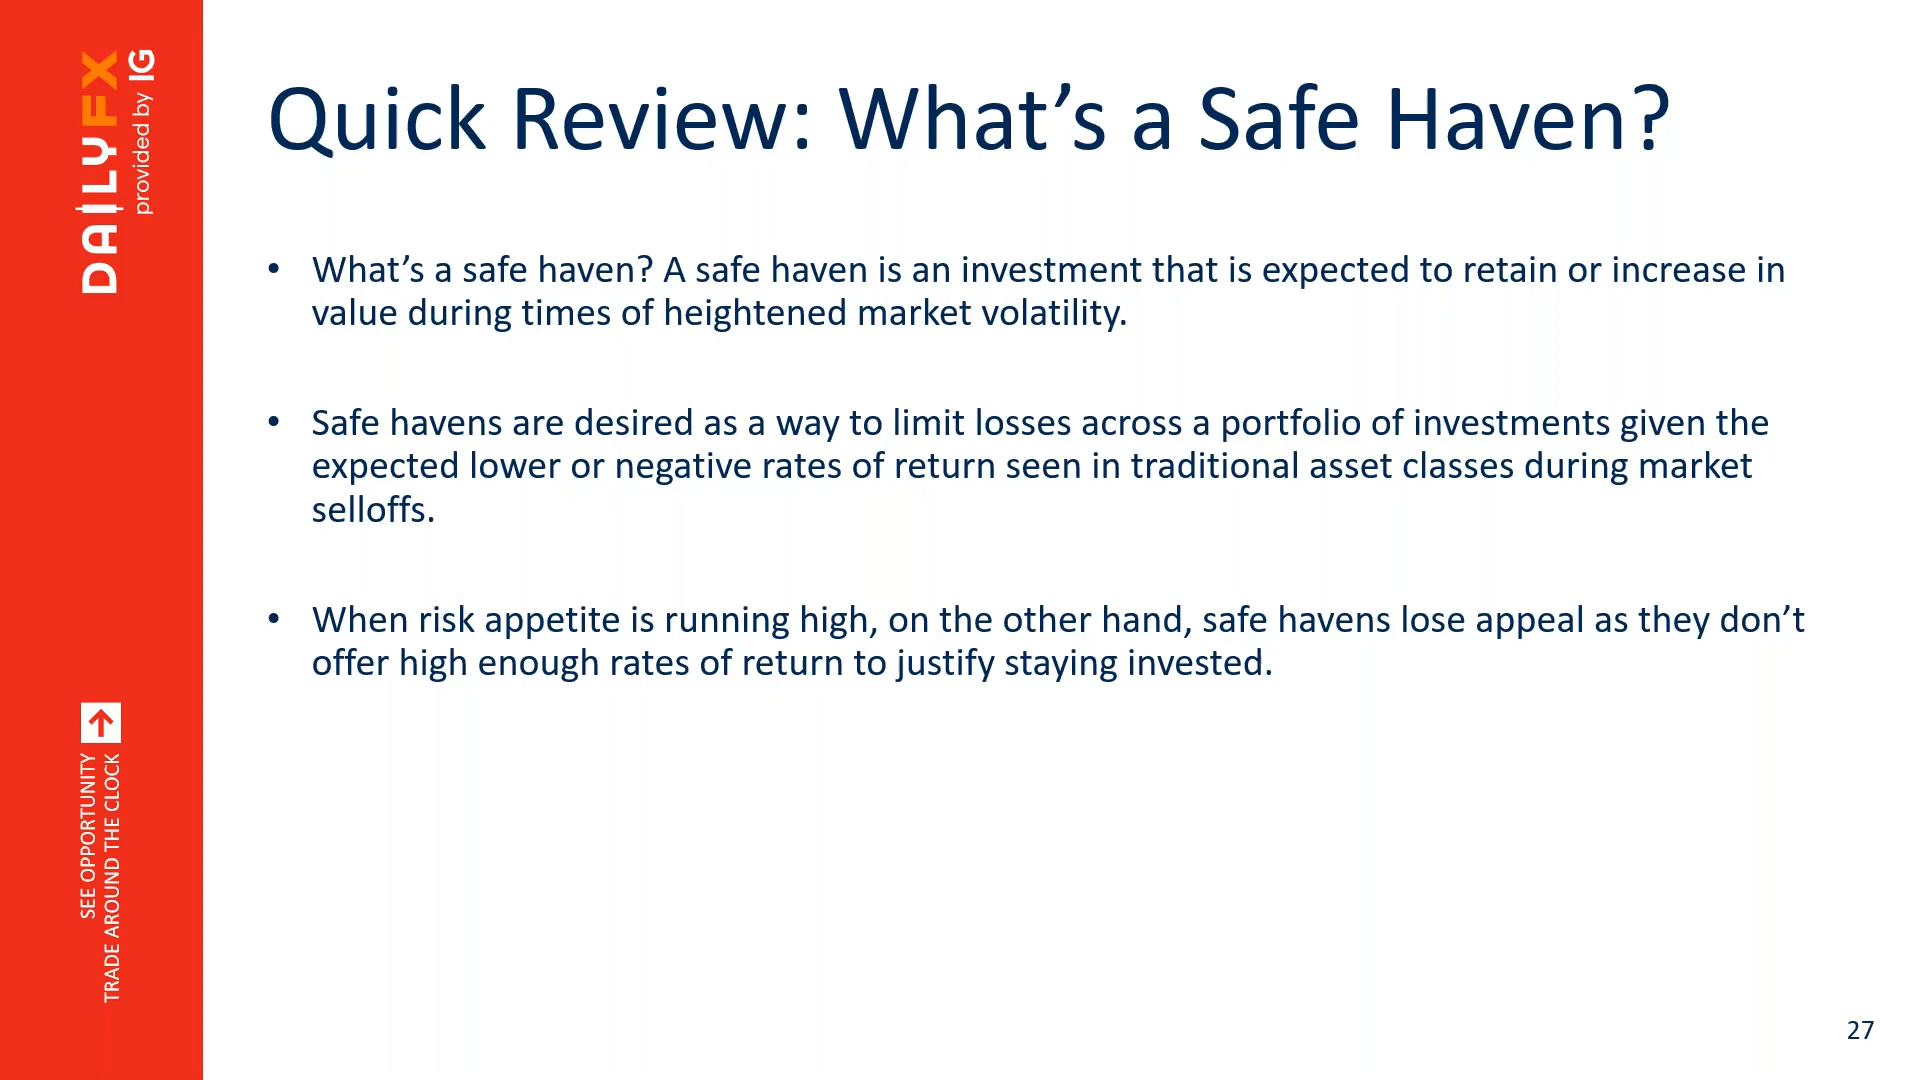 DAILYFX
provided by IG
Quick Review: What’s a Safe Haven?
• What’s a safe haven? A safe haven is an investment that is expected to retain or increase in
value during times of heightened market volatility.
• Safe havens are desired as a way to limit losses across a portfolio of investments given the
expected lower or negative rates of return seen in traditional asset classes during market
selloffs.
• When risk appetite is running high, on the other hand, safe havens lose appeal as they don’t
offer high enough rates of return to justify staying invested.
SEE OPPORTUNITY
TRADE AROUND THE CLOCK
27